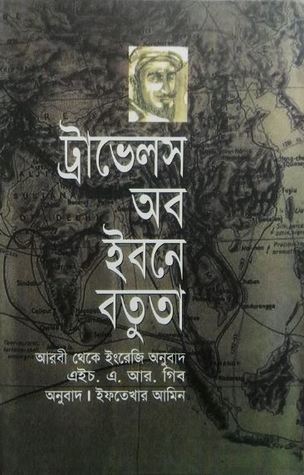 ট্রাভেলস
অব
ইবনে
বতুতা
আরবী থেকে ইংরেজি অনুবাদ
এইচ. এ. আর. গিব
অনুবাদ । ইফতেখার আমিন